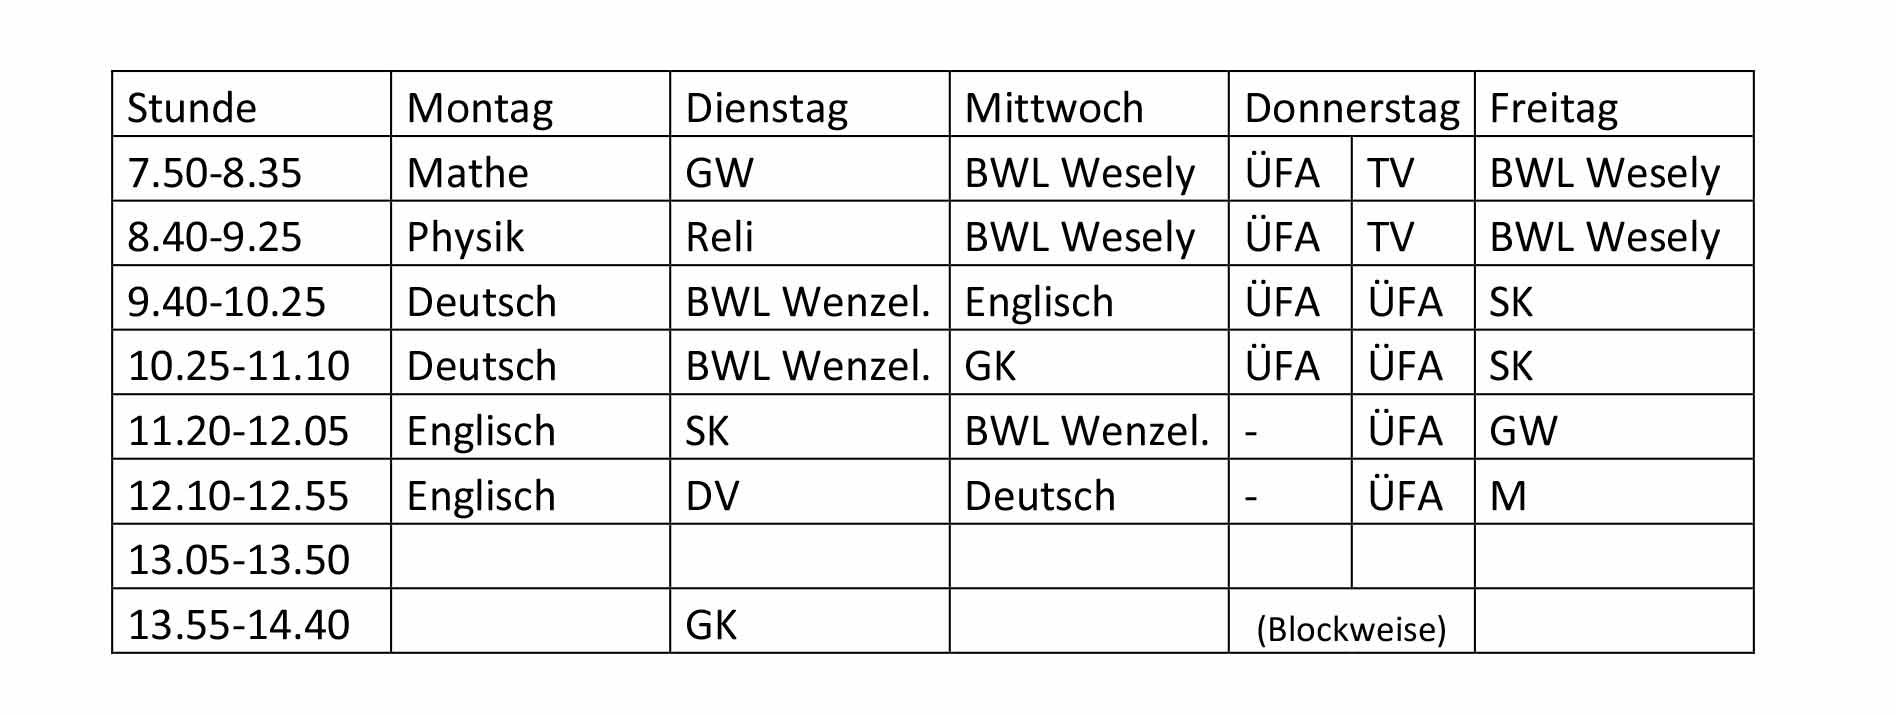 Stunde Montag Dienstag Mittwoch Donnerstag Freitag
7.50-8.35 Mathe GW BWL Wesely ÜFA TV BWL Wesely
8.40-9.25 Physik Reli BWL Wesely ÜFA TV BWL Wesely
9.40-10.25 Deutsch BWL Wenzel. Englisch ÜFA ÜFA SK
10.25-11.10 Deutsch BWL Wenzel. GK ÜFA ÜFA SK
11.20-12.05 Englisch SK BWL Wenzel. - ÜFA GW
12.10-12.55 Englisch DV Deutsch - ÜFA M
13.05-13.50
13.55-14.40 GK (Blockweise)